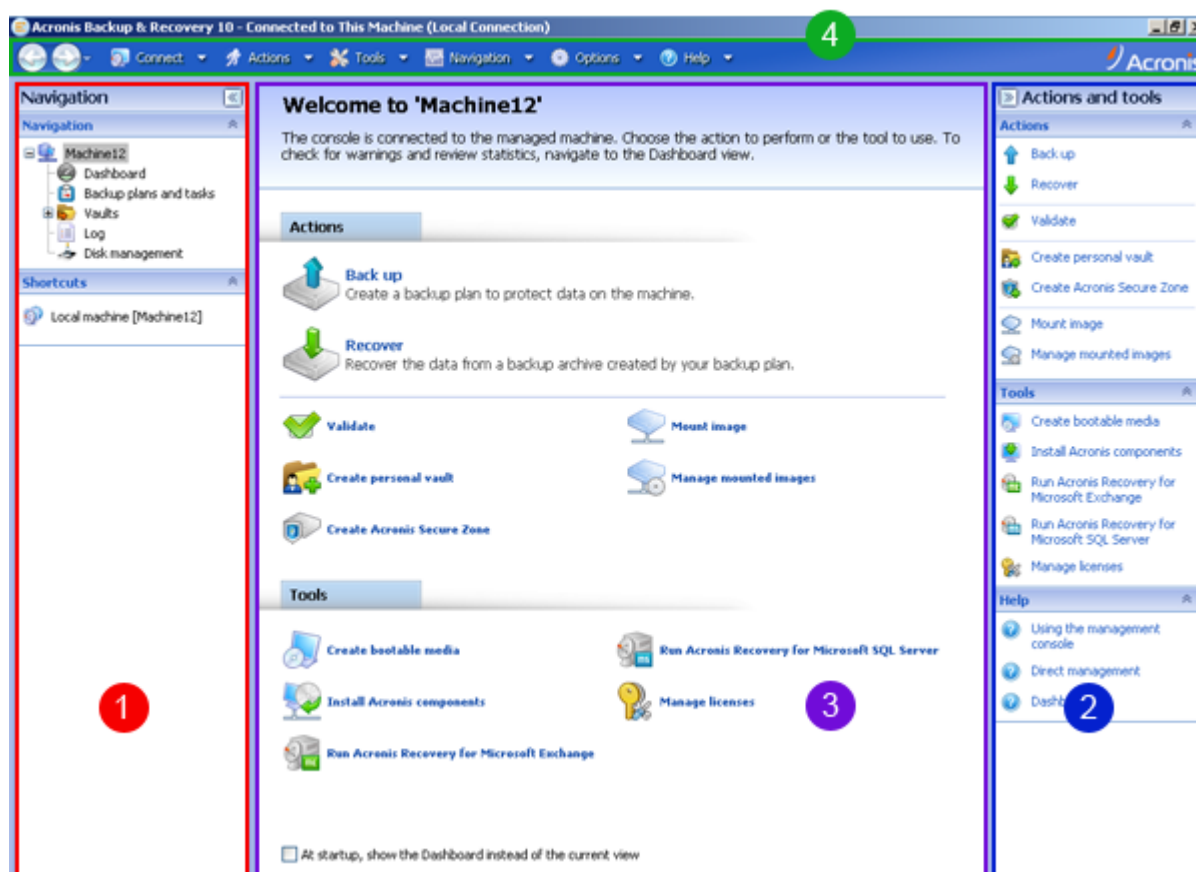 Acronis Backup & Recovery 10 - Connected to This Machine (Local Connection)
4
Connect
Actions
Tools
Navigation
Options
Help
Acronis
Navigation
Navigation
Machine12
Dashboard
Backup plans and tasks
Vaults
Log
Disk management
Shortcuts
Local machine [Machine12]
1
Welcome to 'Machine12'
The console is connected to the managed machine. Choose the action to perform or the tool to use. To
check for warnings and review statistics, navigate to the Dashboard view.
Actions
Back up
Create a backup plan to protect data on the machine.
Recover
Recover the data from a backup archive created by your backup plan.
Validate
Mount image
Create personal vault
Manage mounted images
Create Acronis Secure Zone
Tools
Create bootable media
Run Acronis Recovery for Microsoft SQL Server
Install Acronis components
Manage licenses
3
Run Acronis Recovery for Microsoft Exchange
At startup, show the Dashboard instead of the current view
Actions and tools
Actions
Back up
Recover
Validate
Create personal vault
Create Acronis Secure Zone
Mount image
Manage mounted images
Tools
Create bootable media
Install Acronis components
Run Acronis Recovery for
Microsoft Exchange
Run Acronis Recovery for
Microsoft SQL Server
Manage licenses
Help
Using the management
console
Direct management
2